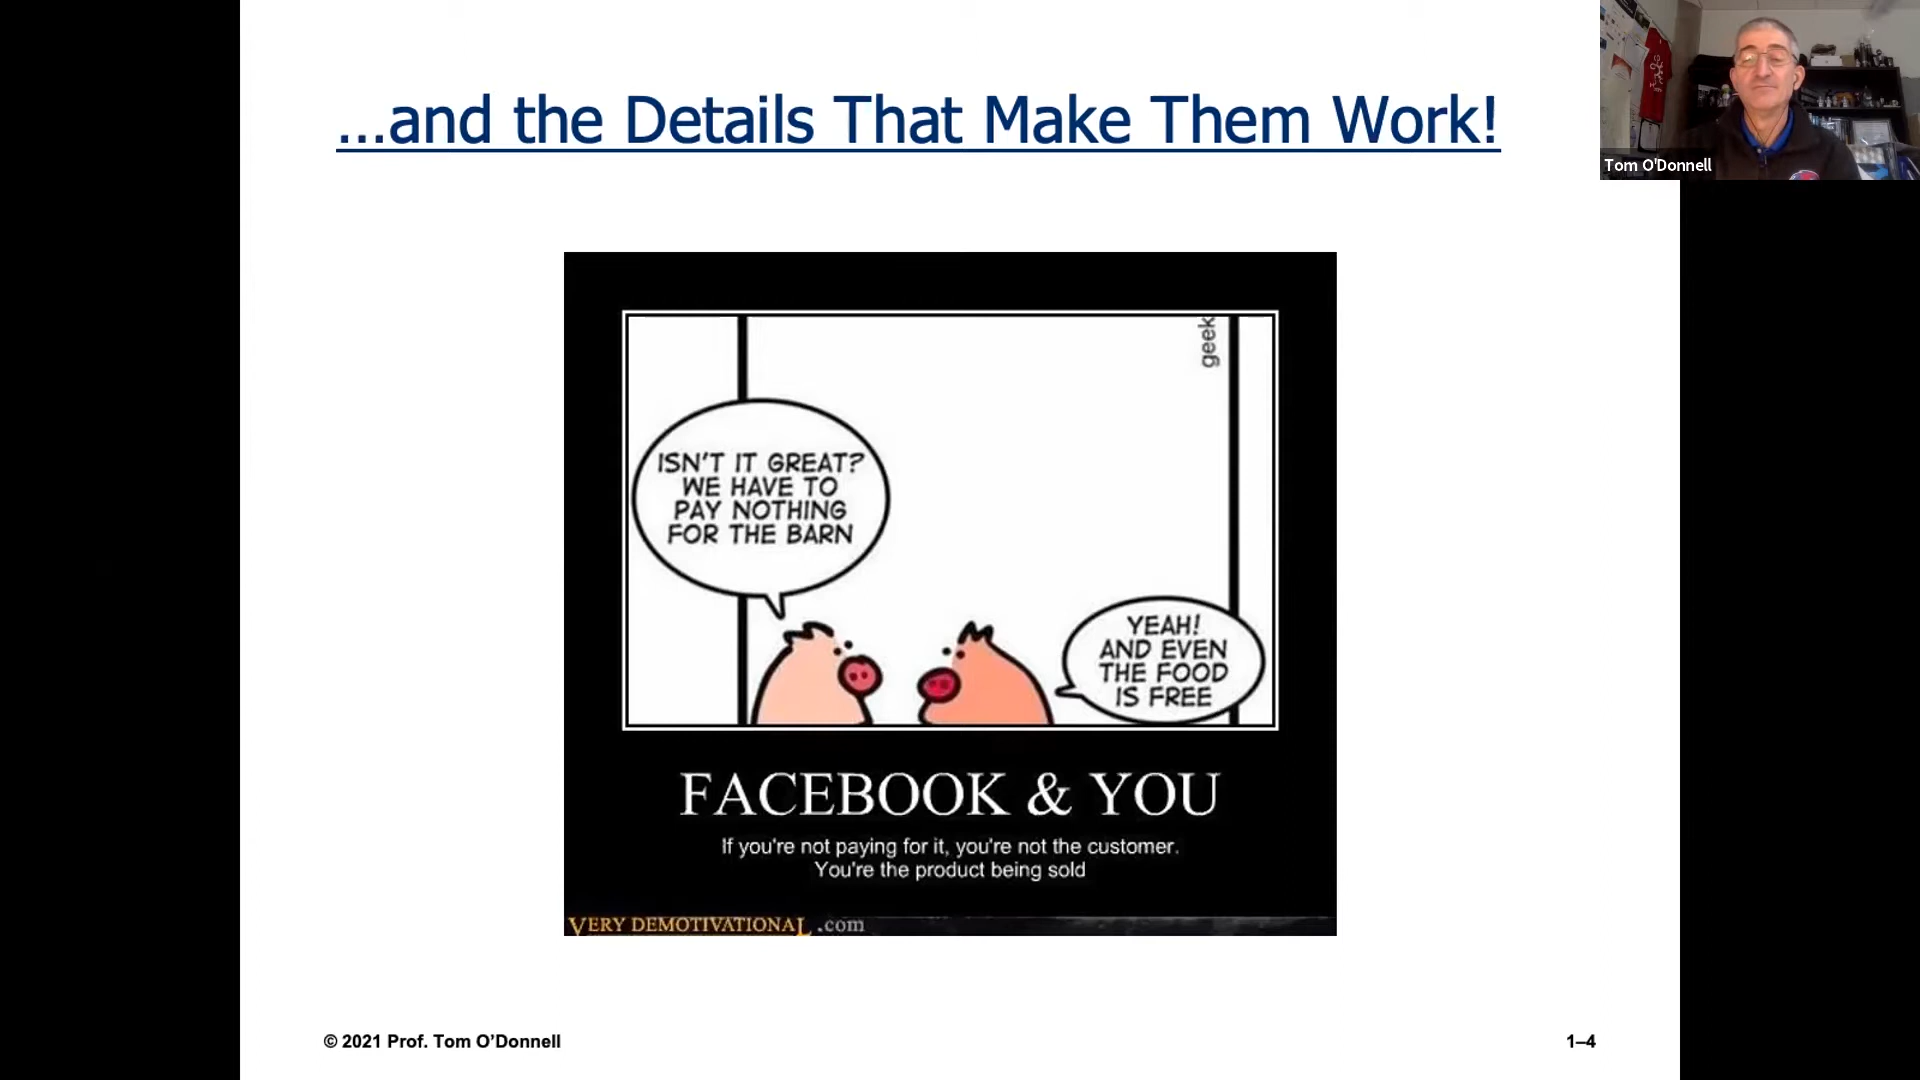 ...and the Details That Make Them Work!
Tom O'Donnell
geek
ISN'T IT GREAT?
WE HAVE TO
PAY NOTHING
FOR THE BARN
YEAH!
AND EVEN
THE FOOD
IS FREE
FACEBOOK & YOU
If you're not paying for it, you're not the customer.
You're the product being sold
VERY DEMOTIVATIONAL .com
© 2021 Prof. Tom O’Donnell
1–4